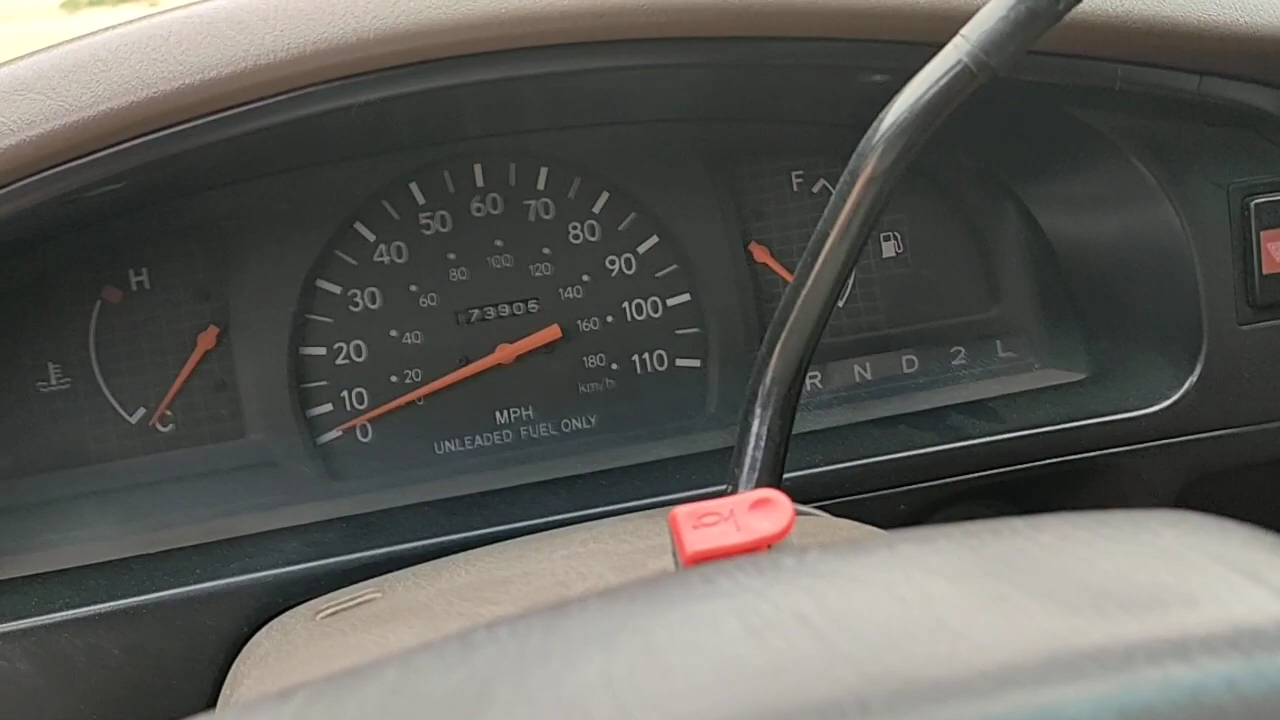 H
C
50 60 70
40 80
30 90
20 100
10 110
0
80 100 120
60 140
40 160
20 180
km/h
73905
MPH
UNLEADED FUEL ONLY
F
R N D 2 L